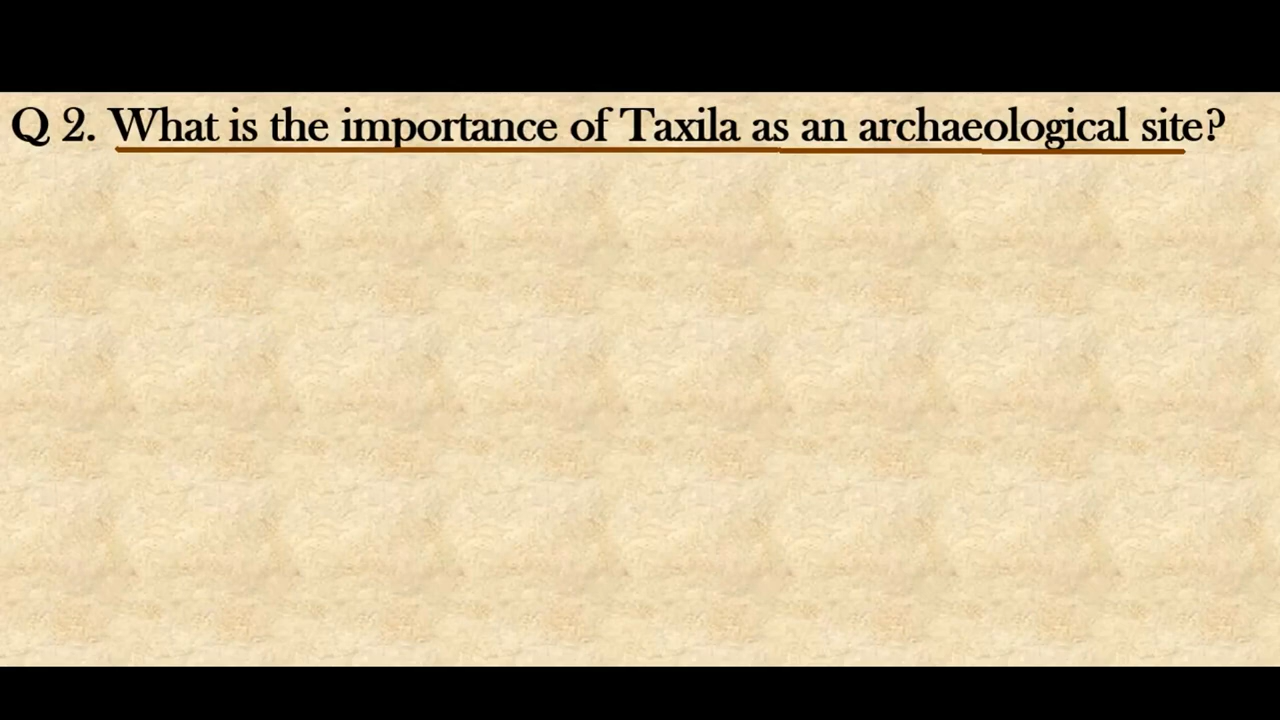 Q 2. What is the importance of Taxila as an archaeological site?